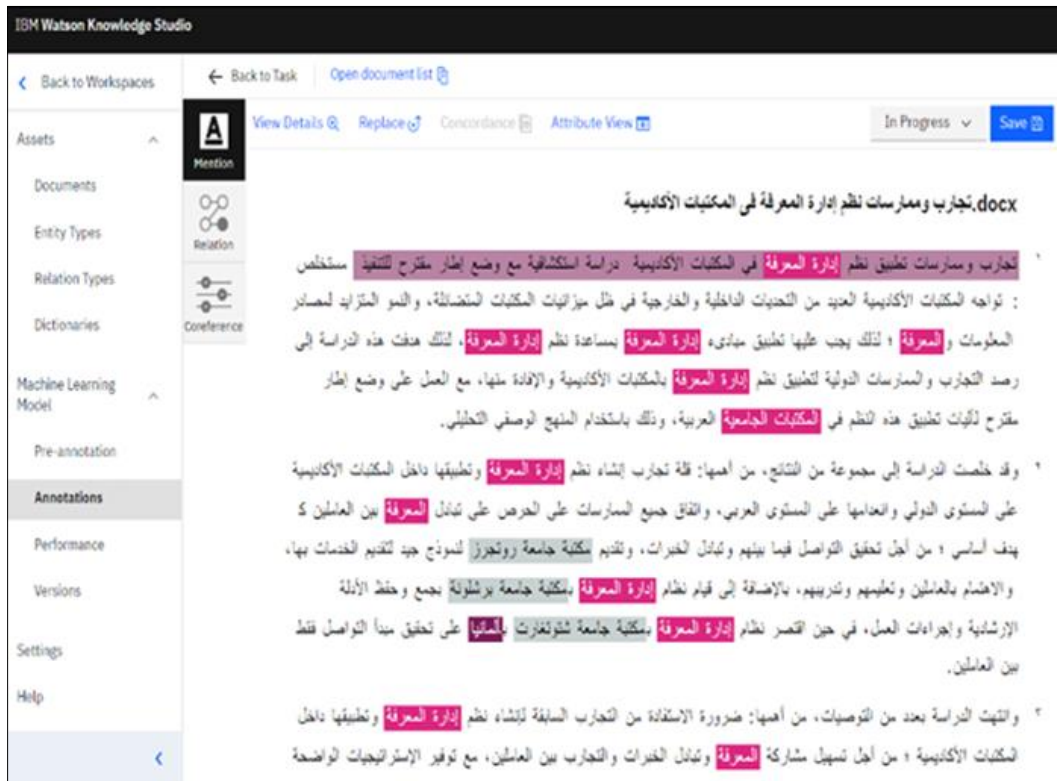 IBM Watson Knowledge Studio
Back to Workspaces
Back to Task
Open document list
Assets
Documents
Entity Types
Relation Types
Dictionaries
Machine Learning Model
Pre-annotation
Annotations
Performance
Versions
Settings
Help
Mention
Relation
Coreference
View Details
Replace
Concordance
Attribute View
In Progress
Save
تجارب وممارسات نظم إدارة المعرفة في المكتبات الأكاديمية.docx
١ تجارب وممارسات تطبيق نظم إدارة المعرفة في المكتبات الأكاديمية دراسة استكشافية مع وضع إطار مقترح للتنفيذ مستخلص
: تواجه المكتبات الأكاديمية العديد من التحديات الداخلية والخارجية في ظل ميزانيات المكتبات المتضائلة، والنمو المتزايد لمصادر
المعلومات والمعرفة ؛ لذلك يجب عليها تطبيق مبادىء إدارة المعرفة بمساعدة نظم إدارة المعرفة، لذلك هدفت هذه الدراسة إلى
رصد التجارب والممارسات الدولية لتطبيق نظم إدارة المعرفة بالمكتبات الأكاديمية والإفادة منها، مع العمل على وضع إطار
مقترح لآليات تطبيق هذه النظم في المكتبات الجامعية العربية، وذلك باستخدام المنهج الوصفي التحليلي.
٢ وقد خلصت الدراسة إلى مجموعة من النتائج، من أهمها: قلة تجارب إنشاء نظم إدارة المعرفة وتطبيقها داخل المكتبات الأكاديمية
على المستوى الدولي وانعدامها على المستوى العربي، واتفاق جميع الممارسات على الحرص على تبادل المعرفة بين العاملين ك
بهدف أساسي ؛ من أجل تحقيق التواصل فيما بينهم وتبادل الخبرات، وتقديم مكتبة جامعة روتجرز لنموذج جيد لتقديم الخدمات بها،
والاهتمام بالعاملين وتعليمهم وتدريبهم، بالإضافة إلى قيام نظام إدارة المعرفة بمكتبة جامعة برشلونة بجمع وحفظ الأدلة
الإرشادية وإجراءات العمل، في حين اقتصر نظام إدارة المعرفة بمكتبة جامعة شتوتغارت بألمانيا على تحقيق مبدأ التواصل فقط
بين العاملين.
٣ وانتهت الدراسة بعدد من التوصيات، من أهمها: ضرورة الاستفادة من التجارب السابقة لإنشاء نظم إدارة المعرفة وتطبيقها داخل
المكتبات الأكاديمية ؛ من أجل تسهيل مشاركة المعرفة وتبادل الخبرات والتجارب بين العاملين، مع توفير الإستراتيجيات الواضحة